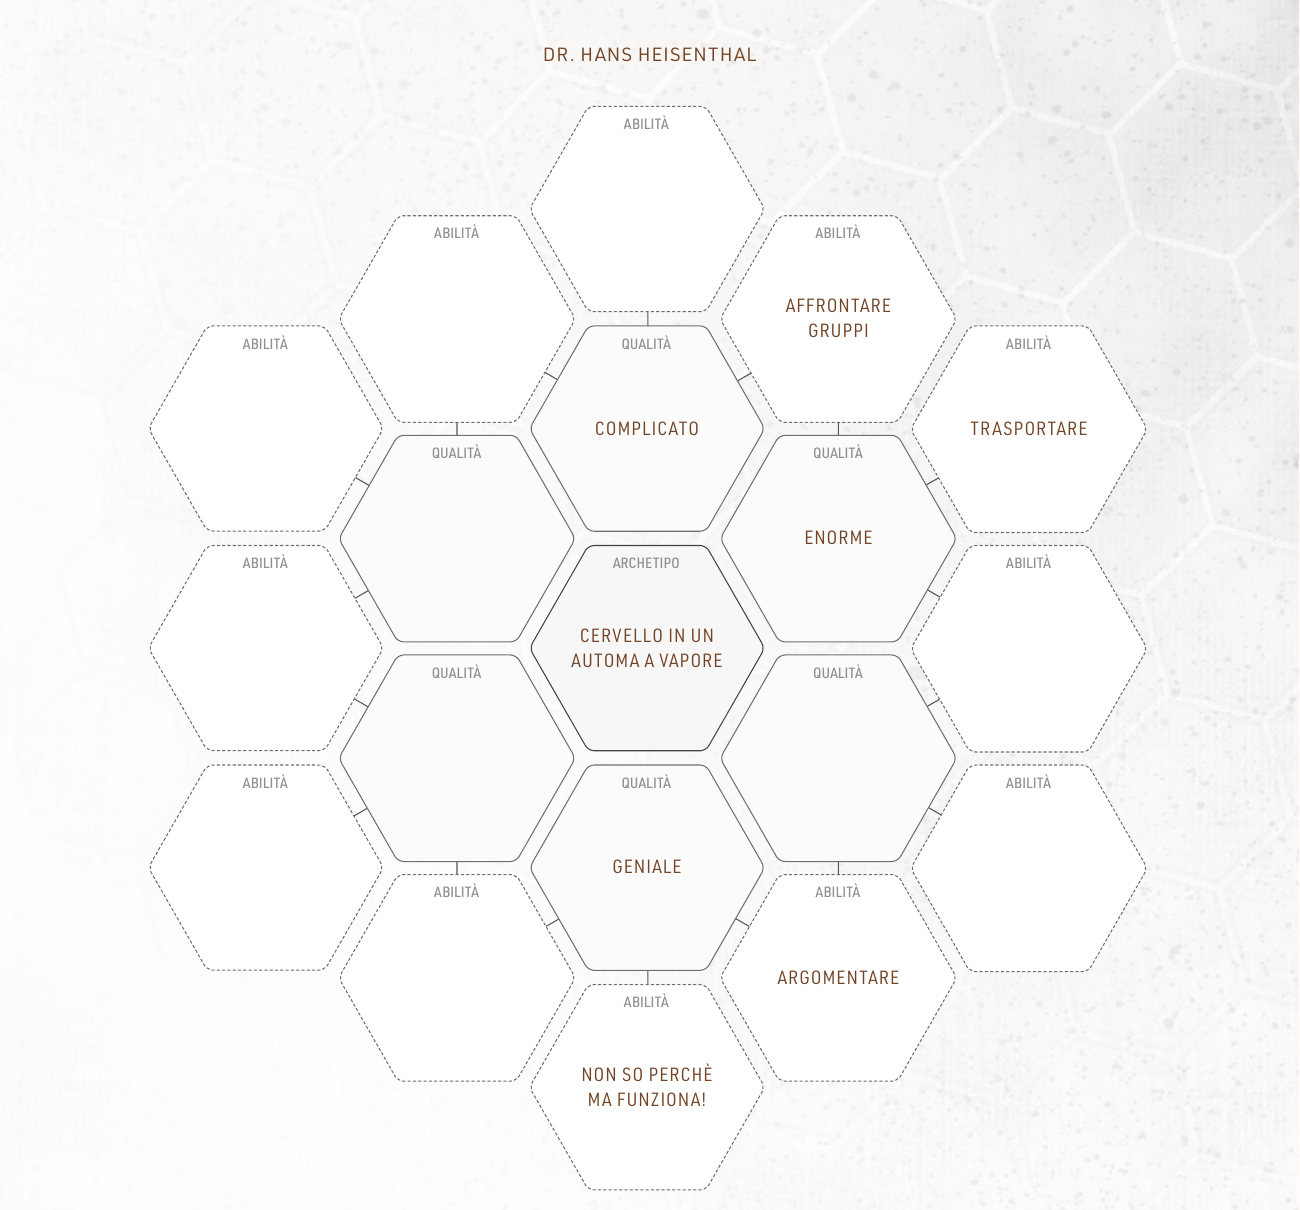 DR. HANS HEISENTHAL
ABILITÀ
ABILITÀ
ABILITÀ
AFFRONTARE
GRUPPI
ABILITÀ
QUALITÀ
ABILITÀ
COMPLICATO
TRASPORTARE
QUALITÀ
QUALITÀ
ENORME
ABILITÀ
ARCHETIPO
ABILITÀ
CERVELLO IN UN
AUTOMA A VAPORE
QUALITÀ
QUALITÀ
ABILITÀ
QUALITÀ
ABILITÀ
GENIALE
ABILITÀ
ABILITÀ
ARGOMENTARE
ABILITÀ
NON SO PERCHÈ
MA FUNZIONA!